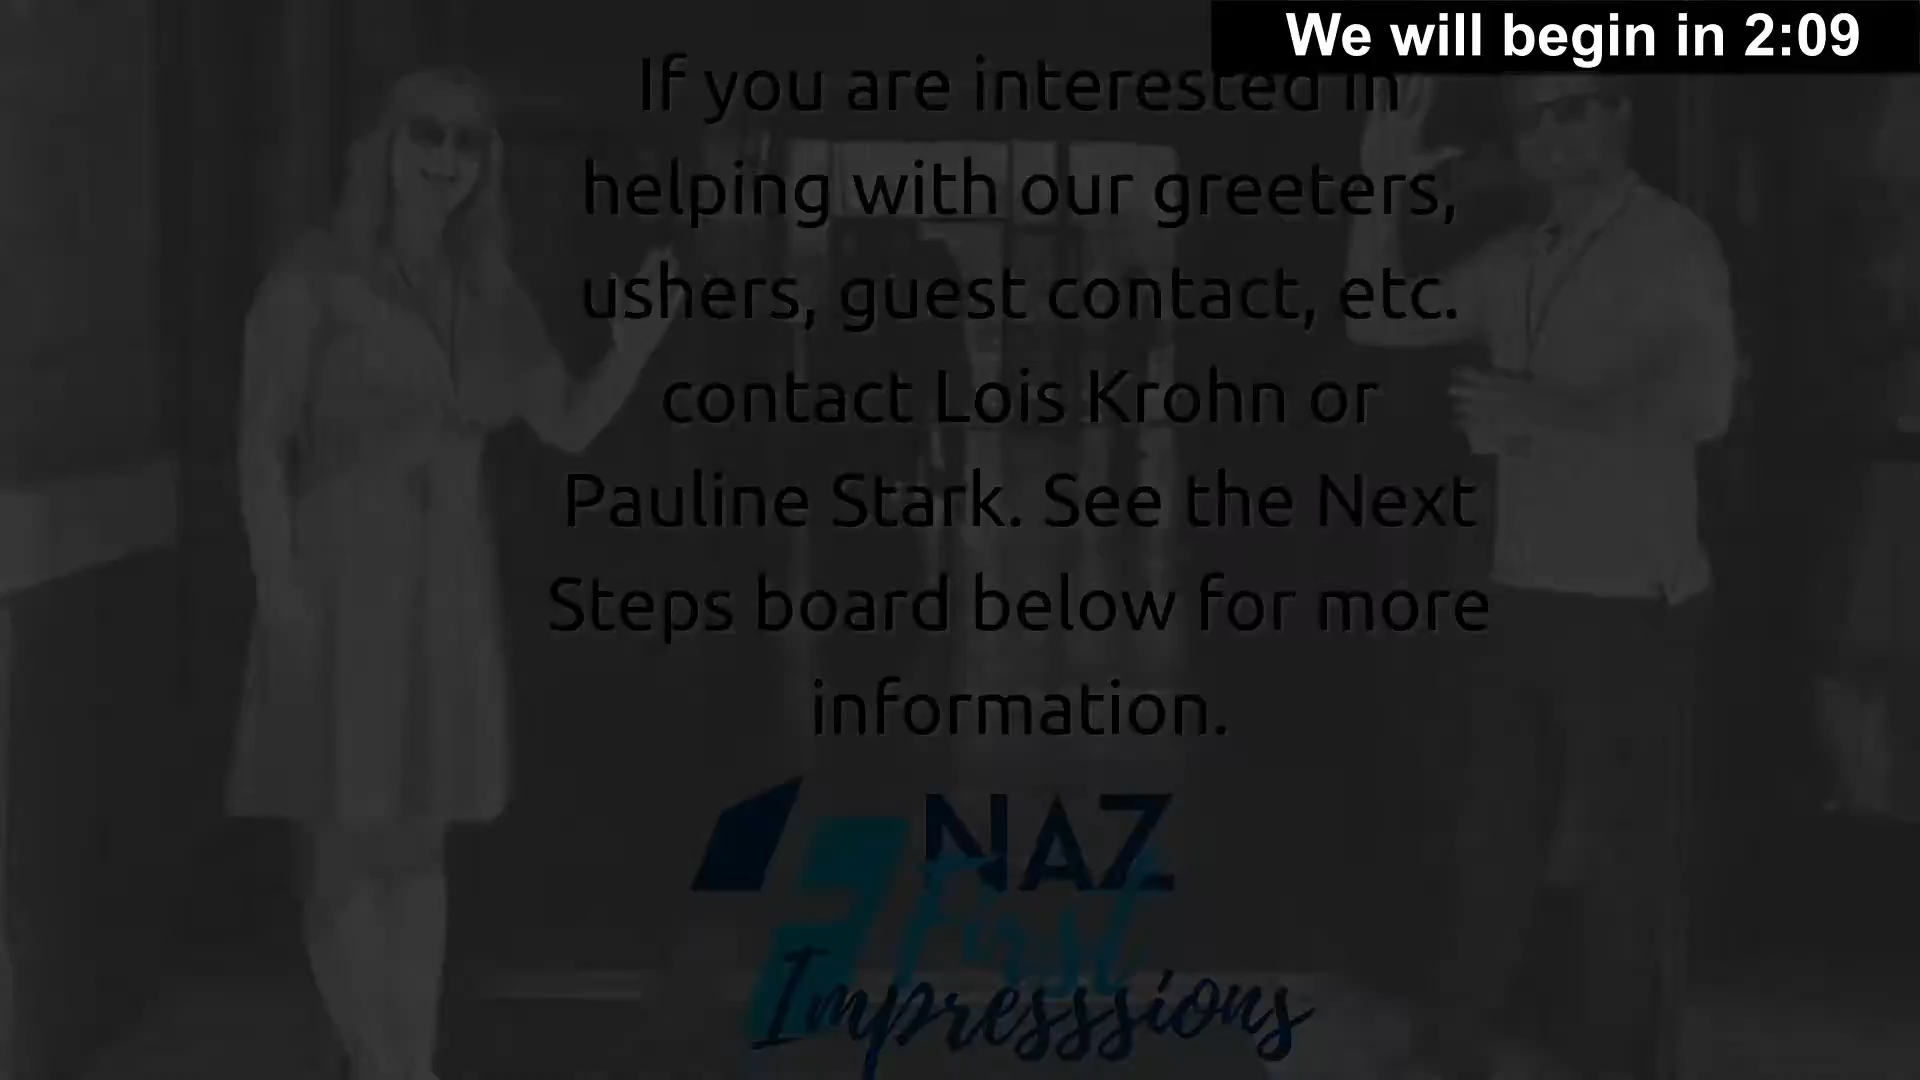 We will begin in 2:09
If you are interested in
helping with our greeters,
ushers, guest contact, etc.
contact Lois Krohn or
Pauline Stark. See the Next
Steps board below for more
information.
NAZ
First
Impresssions